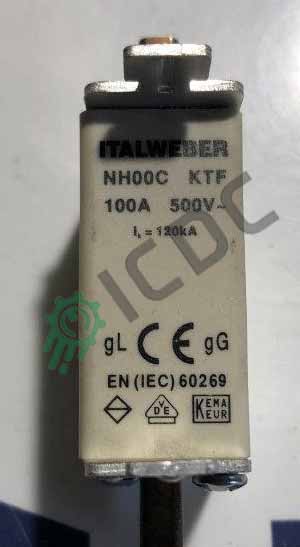 ITALWEBER
NH00C KTF
100A 500V~
I₁ = 120kA
ICDC
gL CE gG
EN (IEC) 60269
VDE
KEMA
KEUR